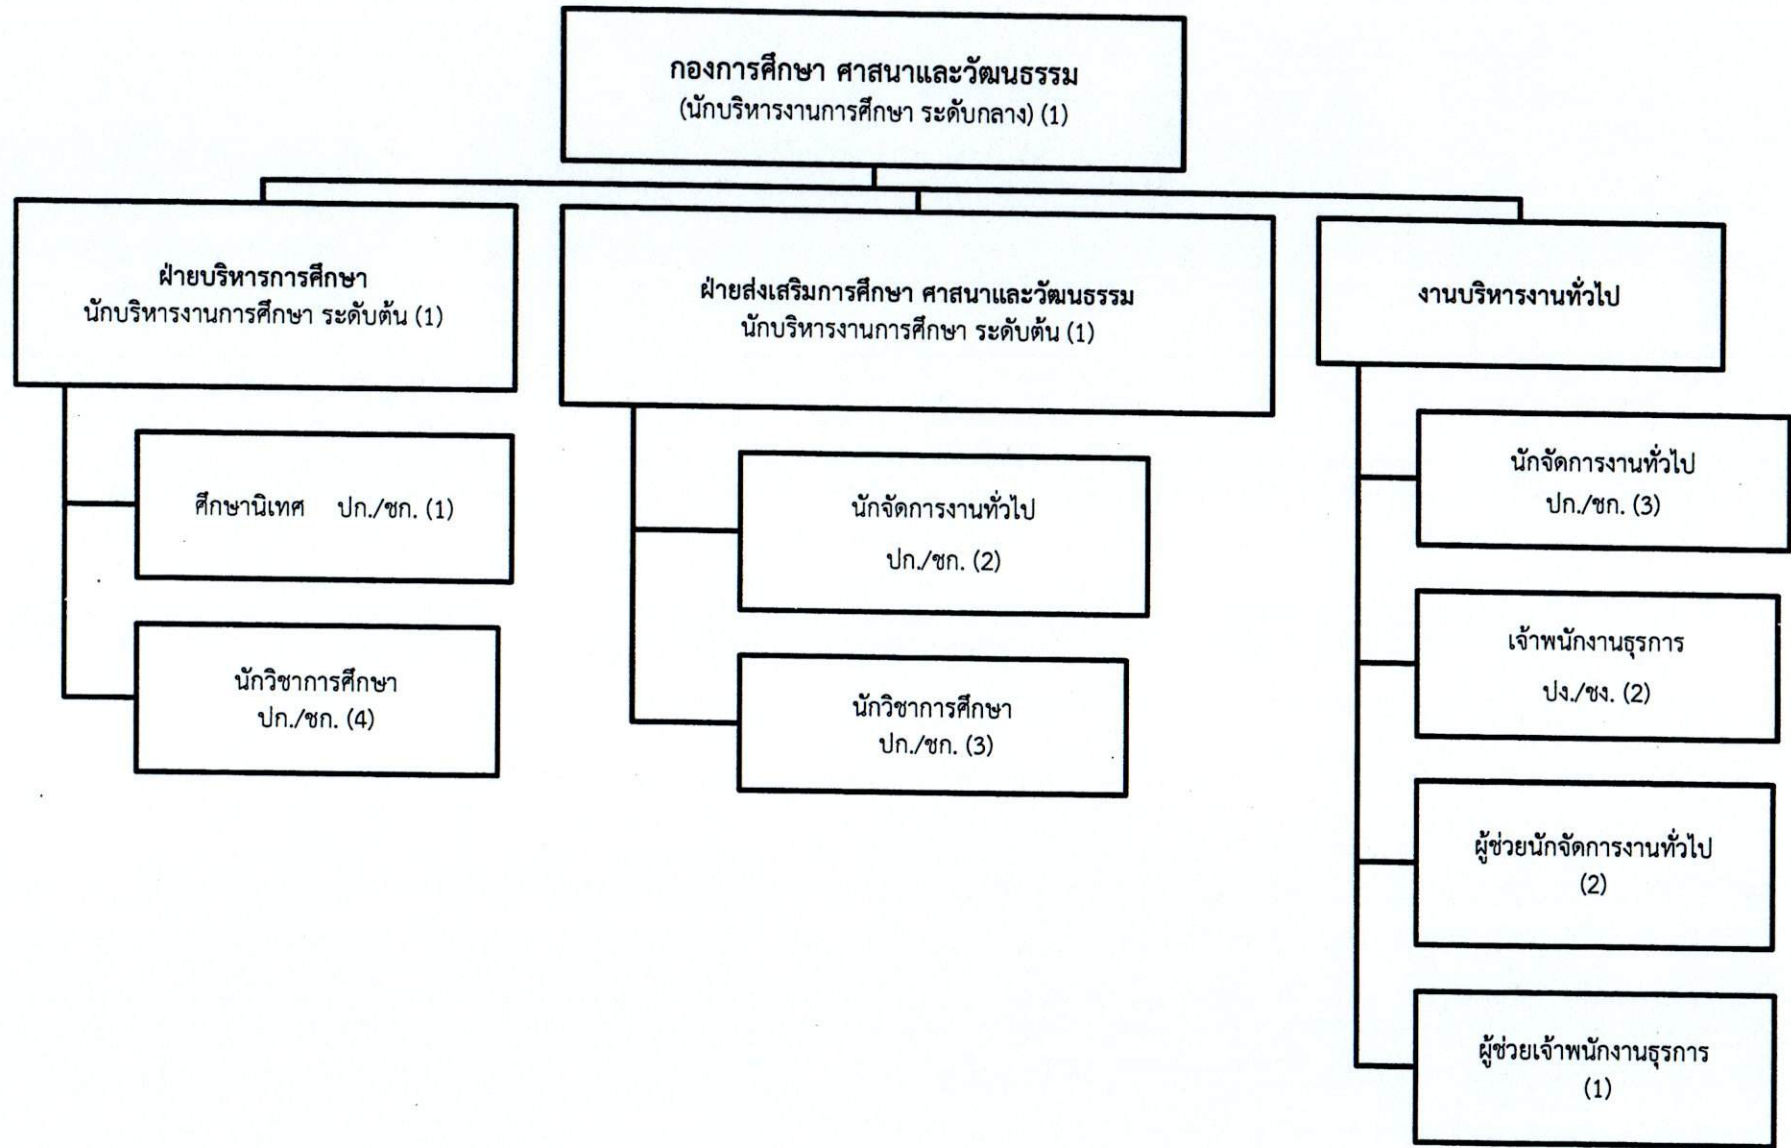 กองการศึกษา ศาสนาและวัฒนธรรม
(นักบริหารงานการศึกษา ระดับกลาง) (1)
ฝ่ายบริหารการศึกษา
นักบริหารงานการศึกษา ระดับต้น (1)
ศึกษานิเทศ ปก./ชก. (1)
นักวิชาการศึกษา
ปก./ชก. (4)
ฝ่ายส่งเสริมการศึกษา ศาสนาและวัฒนธรรม
นักบริหารงานการศึกษา ระดับต้น (1)
นักจัดการงานทั่วไป
ปก./ชก. (2)
นักวิชาการศึกษา
ปก./ชก. (3)
งานบริหารงานทั่วไป
นักจัดการงานทั่วไป
ปก./ชก. (3)
เจ้าพนักงานธุรการ
ปง./ชง. (2)
ผู้ช่วยนักจัดการงานทั่วไป
(2)
ผู้ช่วยเจ้าพนักงานธุรการ
(1)